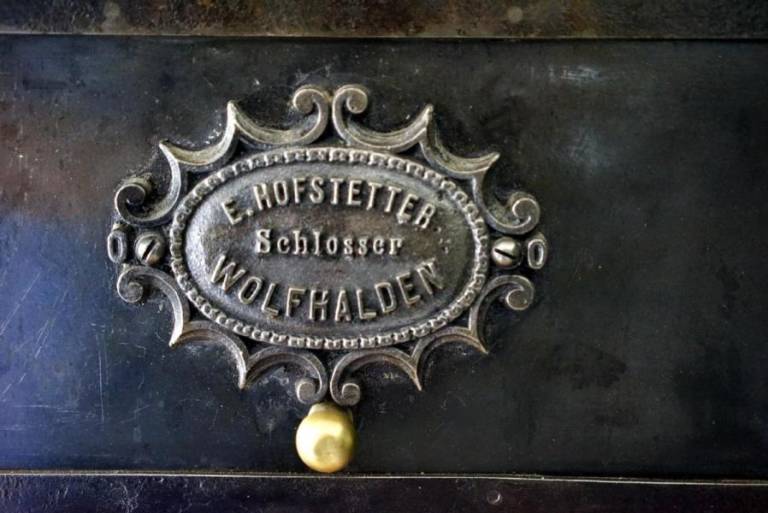 E. HOFSTETTER
Schlosser
WOLFHALDEN